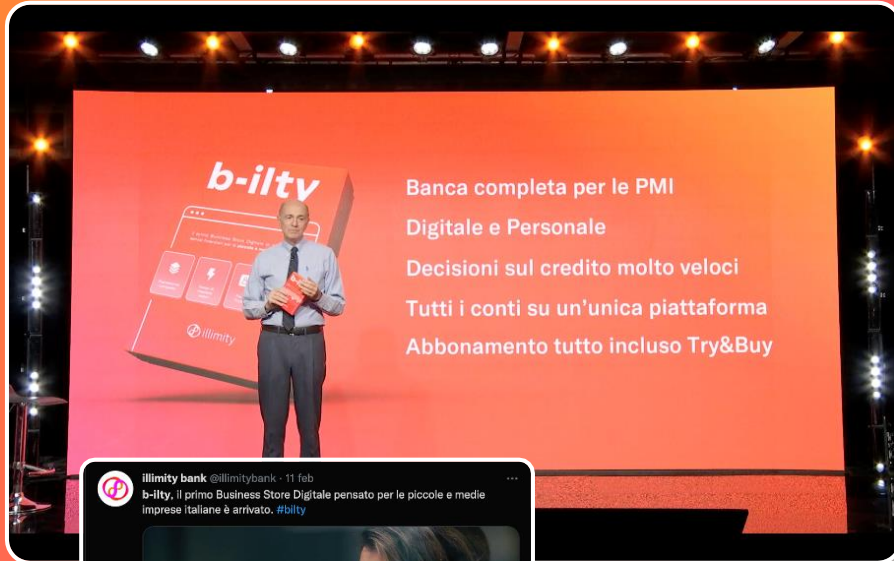 b-ilty
illimity
Banca completa per le PMI
Digitale e Personale
Decisioni sul credito molto veloci
Tutti i conti su un'unica piattaforma
Abbonamento tutto incluso Try&Buy
illimity bank @illimitybank · 11 feb
b-ilty, il primo Business Store Digitale pensato per le piccole e medie
imprese italiane è arrivato. #bilty